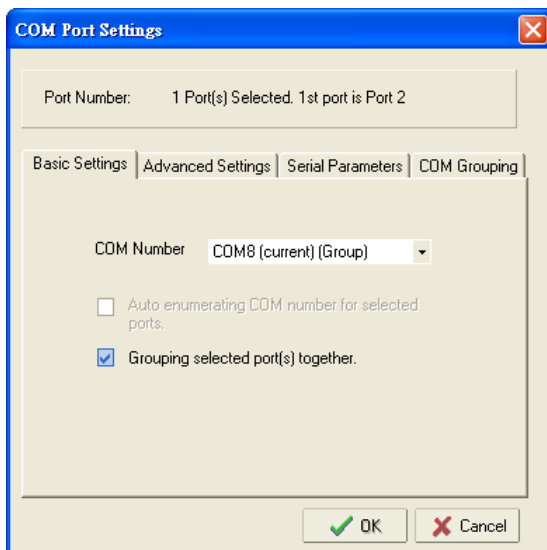 COM Port Settings
Port Number: 1 Port(s) Selected. 1st port is Port 2
Basic Settings Advanced Settings Serial Parameters COM Grouping
COM Number COM8 (current) (Group)
Auto enumerating COM number for selected
ports.
Grouping selected port(s) together.
OK Cancel